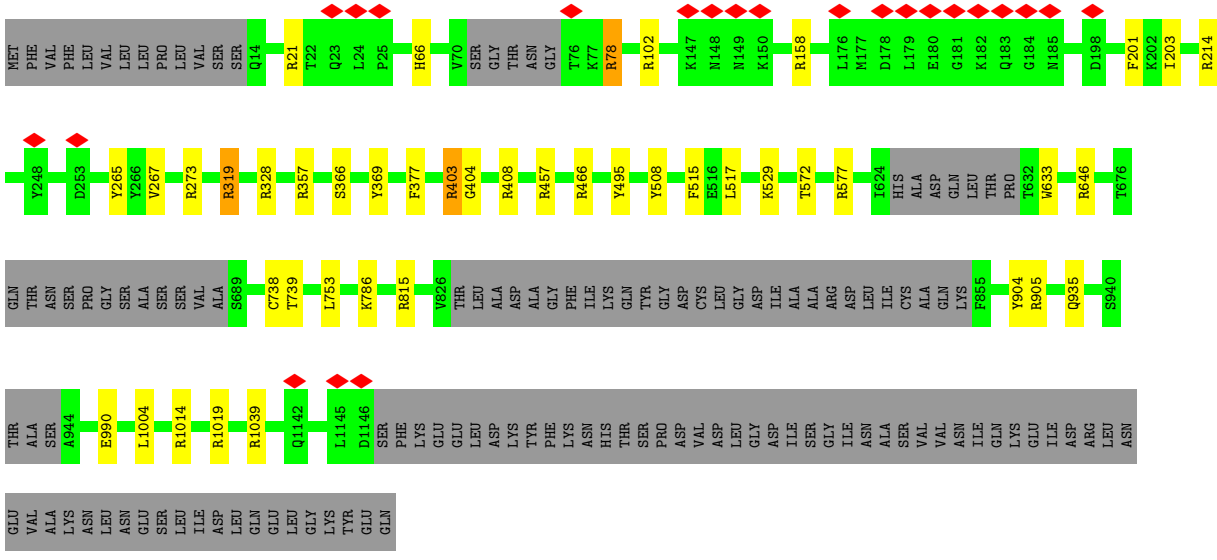 MET PHE VAL PHE LEU VAL LEU LEU PRO LEU VAL SER SER Q14 R21 T22 Q23 L24 P25 H66 V70 SER GLY THR ASN GLY T76 K77 R78 R102 K147 N148 N149 K150 R158 L176 M177 D178 L179 E180 G181 K182 Q183 G184 N185 D198 F201 K202 I203 R214
Y248 D253 Y265 Y266 V267 R273 R319 R328 R357 S366 Y369 F377 R403 G404 R408 R457 R466 Y495 Y508 F515 E516 L517 K529 T572 R577 I624 HIS ALA ASP GLN LEU THR PRO T632 W633 R646 T676
GLN THR ASN SER PRO GLY SER ALA SER SER VAL ALA S689 C738 T739 L753 K786 R815 V826 THR LEU ALA ASP ALA GLY PHE ILE LYS GLN TYR GLY ASP CYS LEU GLY ASP ILE ALA ALA ARG ASP LEU ILE CYS ALA GLN LYS F855 Y904 R905 Q935 S940
THR ALA SER A944 E990 L1004 R1014 R1019 R1039 Q1142 L1145 D1146 SER PHE LYS GLU GLU LEU ASP LYS TYR PHE LYS ASN HIS THR SER PRO ASP VAL ASP LEU GLY ASP ILE SER GLY ILE ASN ALA SER VAL VAL ASN ILE GLN LYS GLU ILE ASP ARG LEU ASN
GLU VAL ALA LYS ASN LEU ASN GLU SER LEU ILE ASP LEU GLN GLU LEU GLY LYS TYR GLU GLN